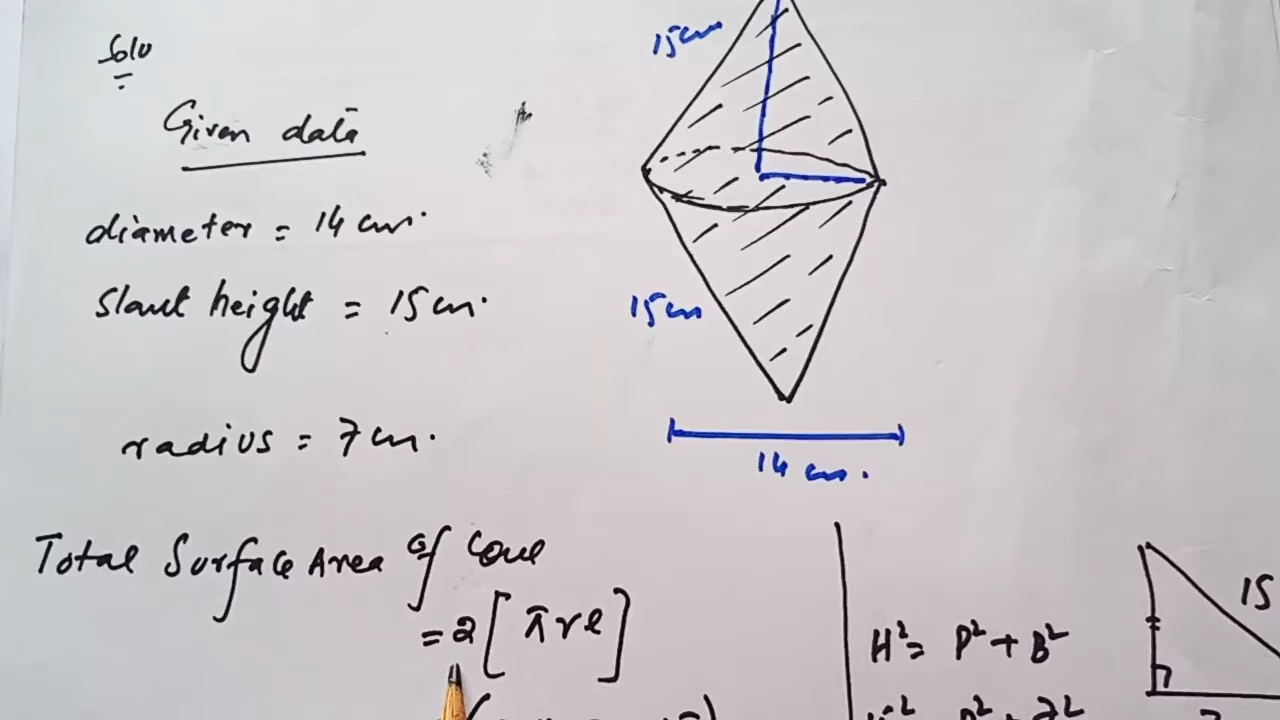 Solu
15cm
Given data
diameter = 14 cm.
Slant height = 15 cm.
15cm
radius = 7 cm.
14 cm.
Total Surface Area of Cone
= 2 [πrl]
H² = P² + B²
15